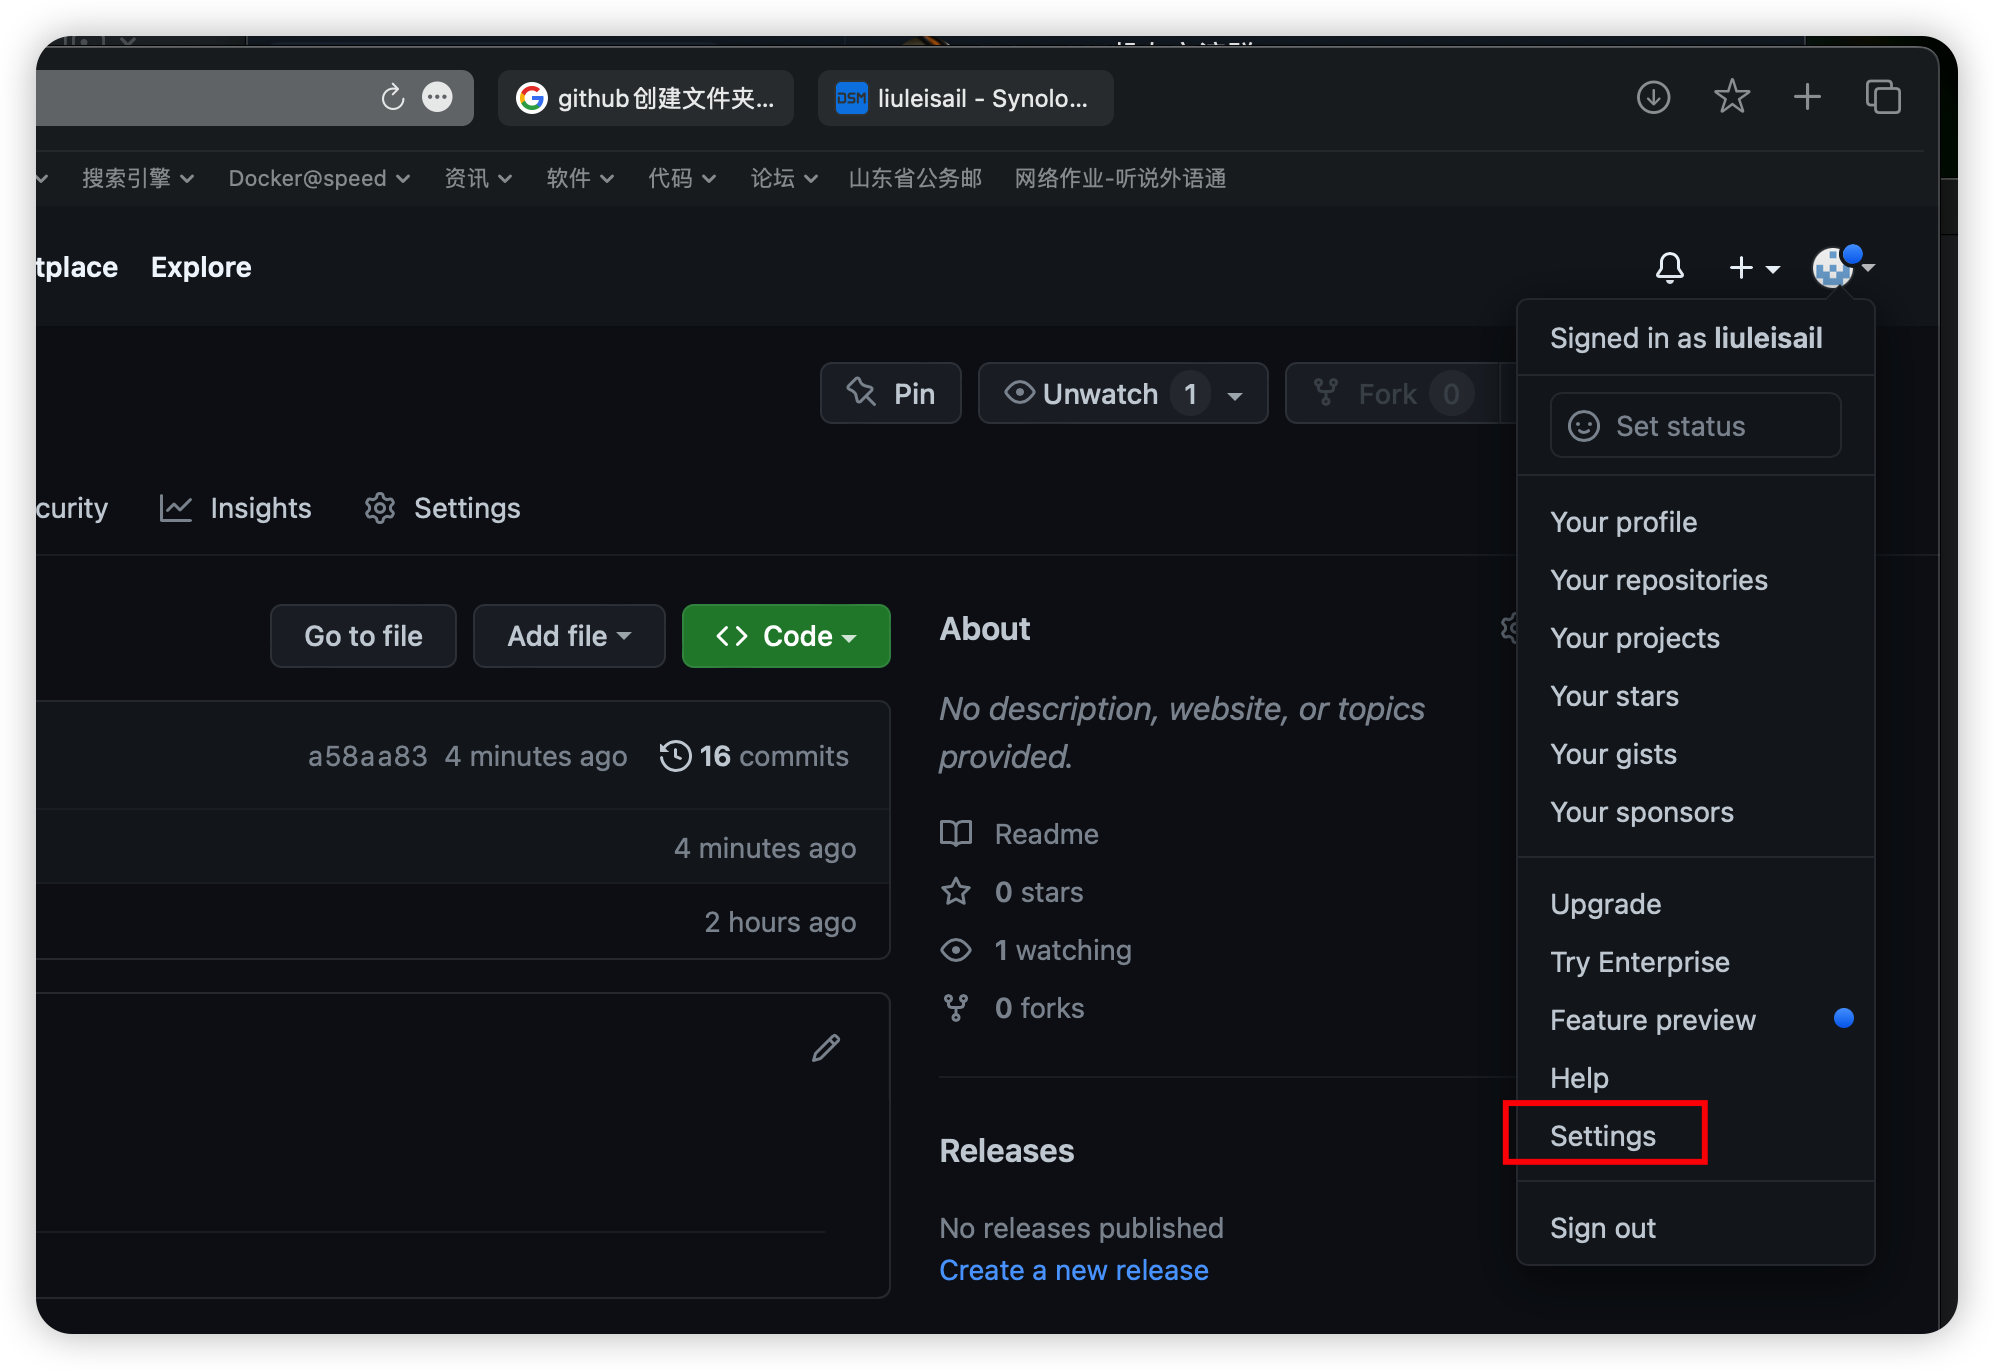 github创建文件夹...
DSM
liuleisail - Synolo...
搜索引擎
Docker@speed
资讯
软件
代码
论坛
山东省公务邮
网络作业-听说外语通
tplace
Explore
Signed in as liuleisail
Pin
Unwatch 1
Fork 0
Set status
curity
Insights
Settings
Your profile
Your repositories
Your projects
Your stars
Your gists
Your sponsors
Upgrade
Try Enterprise
Feature preview
Help
Settings
Sign out
Go to file
Add file
Code
a58aa83 4 minutes ago
16 commits
4 minutes ago
2 hours ago
About
No description, website, or topics
provided.
Readme
0 stars
1 watching
0 forks
Releases
No releases published
Create a new release